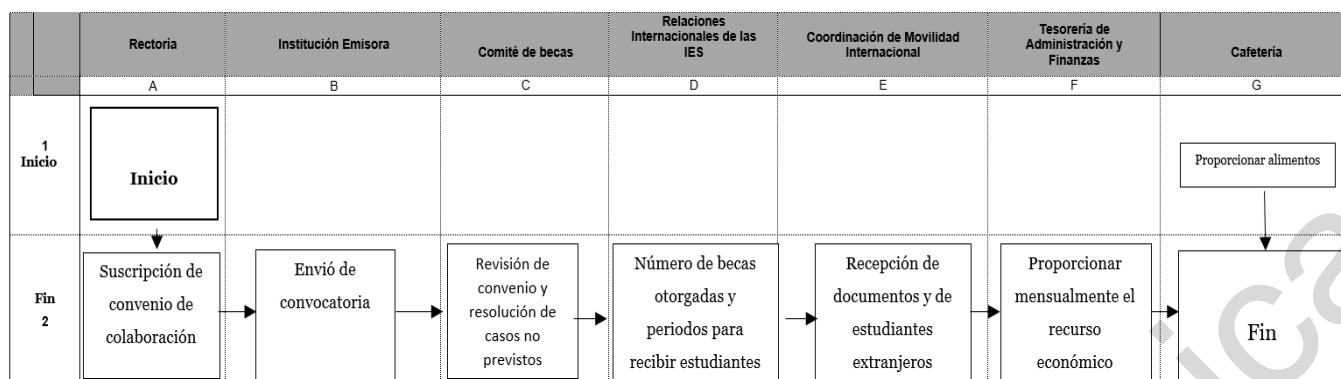 Rectoría
Institución Emisora
Comité de becas
Relaciones
Internacionales de las
IES
Coordinación de Movilidad
Internacional
Tesorería de
Administración y
Finanzas
Cafetería
A
B
C
D
E
F
G
1
Inicio
Inicio
Proporcionar alimentos
Fin
2
Suscripción de
convenio de
colaboración
Envió de
convocatoria
Revisión de
convenio y
resolución de
casos no
previstos
Número de becas
otorgadas y
periodos para
recibir estudiantes
Recepción de
documentos y de
estudiantes
extranjeros
Proporcionar
mensualmente el
recurso
económico
Fin